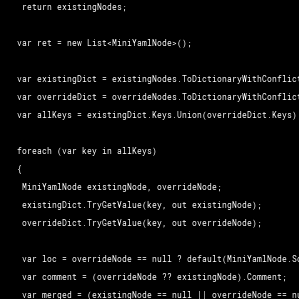 return existingNodes;
var ret = new List<MiniYamlNode>();
var existingDict = existingNodes.ToDictionaryWithConflict
var overrideDict = overrideNodes.ToDictionaryWithConflict
var allKeys = existingDict.Keys.Union(overrideDict.Keys)
foreach (var key in allKeys)
{
MiniYamlNode existingNode, overrideNode;
existingDict.TryGetValue(key, out existingNode);
overrideDict.TryGetValue(key, out overrideNode);
var loc = overrideNode == null ? default(MiniYamlNode.So
var comment = (overrideNode ?? existingNode).Comment;
var merged = (existingNode == null || overrideNode == nu